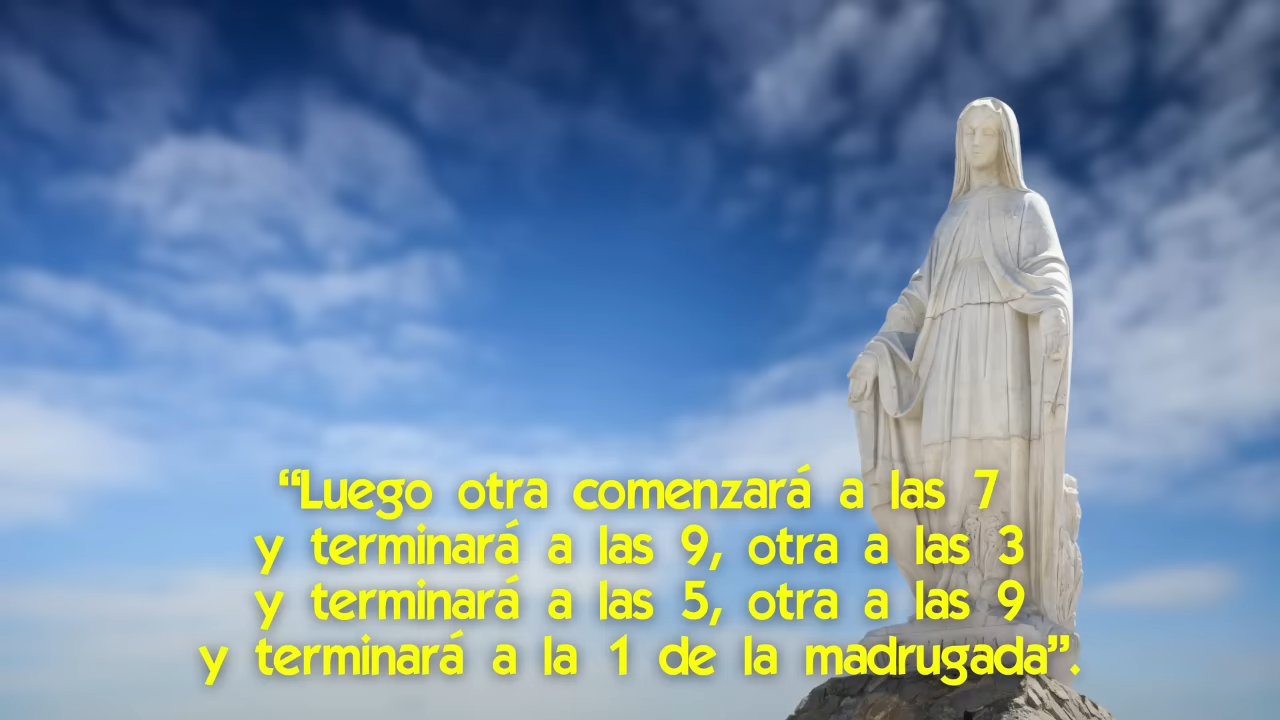 “Luego otra comenzará a las 7
y terminará a las 9, otra a las 3
y terminará a las 5, otra a las 9
y terminará a la 1 de la madrugada”.